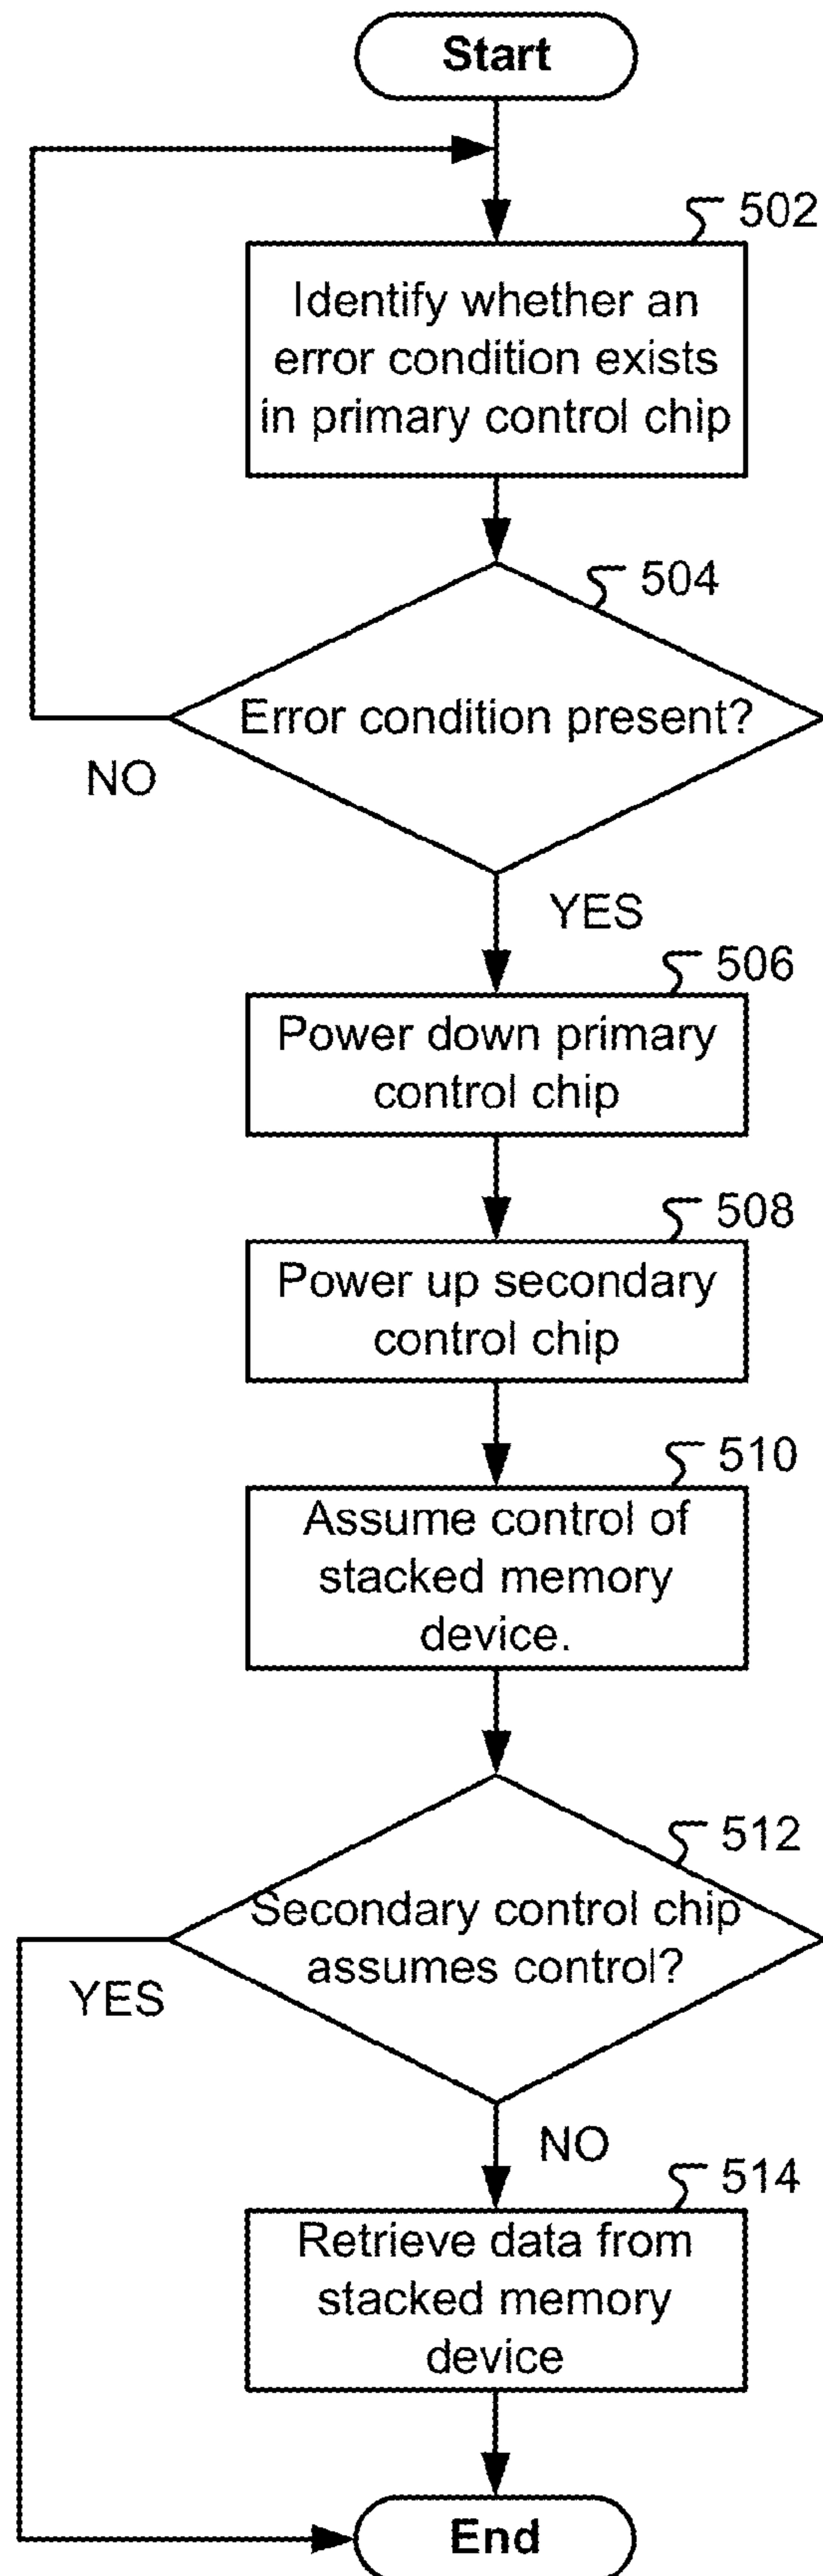 Start
502
Identify whether an
error condition exists
in primary control chip
504
Error condition present?
NO
YES
506
Power down primary
control chip
508
Power up secondary
control chip
510
Assume control of
stacked memory
device.
512
Secondary control chip
assumes control?
YES
NO
514
Retrieve data from
stacked memory
device
End